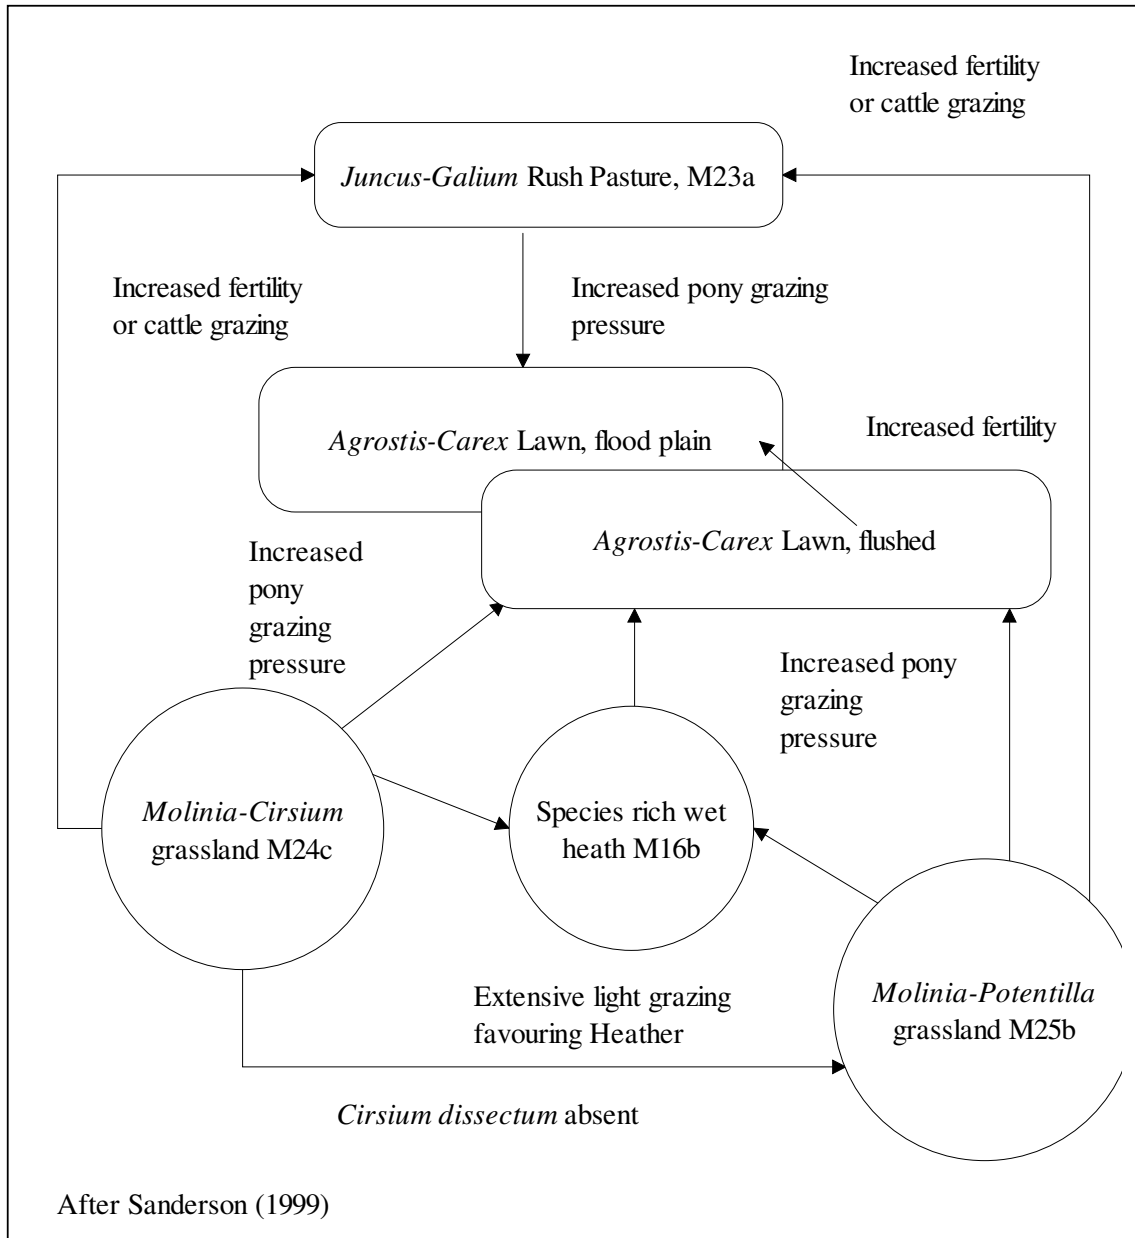 Increased fertility
or cattle grazing
Juncus-Galium Rush Pasture, M23a
Increased fertility
or cattle grazing
Increased pony grazing
pressure
Agrostis-Carex Lawn, flood plain
Increased fertility
Agrostis-Carex Lawn, flushed
Increased
pony
grazing
pressure
Increased pony
grazing
pressure
Molinia-Cirsium
grassland M24c
Species rich wet
heath M16b
Molinia-Potentilla
grassland M25b
Extensive light grazing
favouring Heather
Cirsium dissectum absent
After Sanderson (1999)